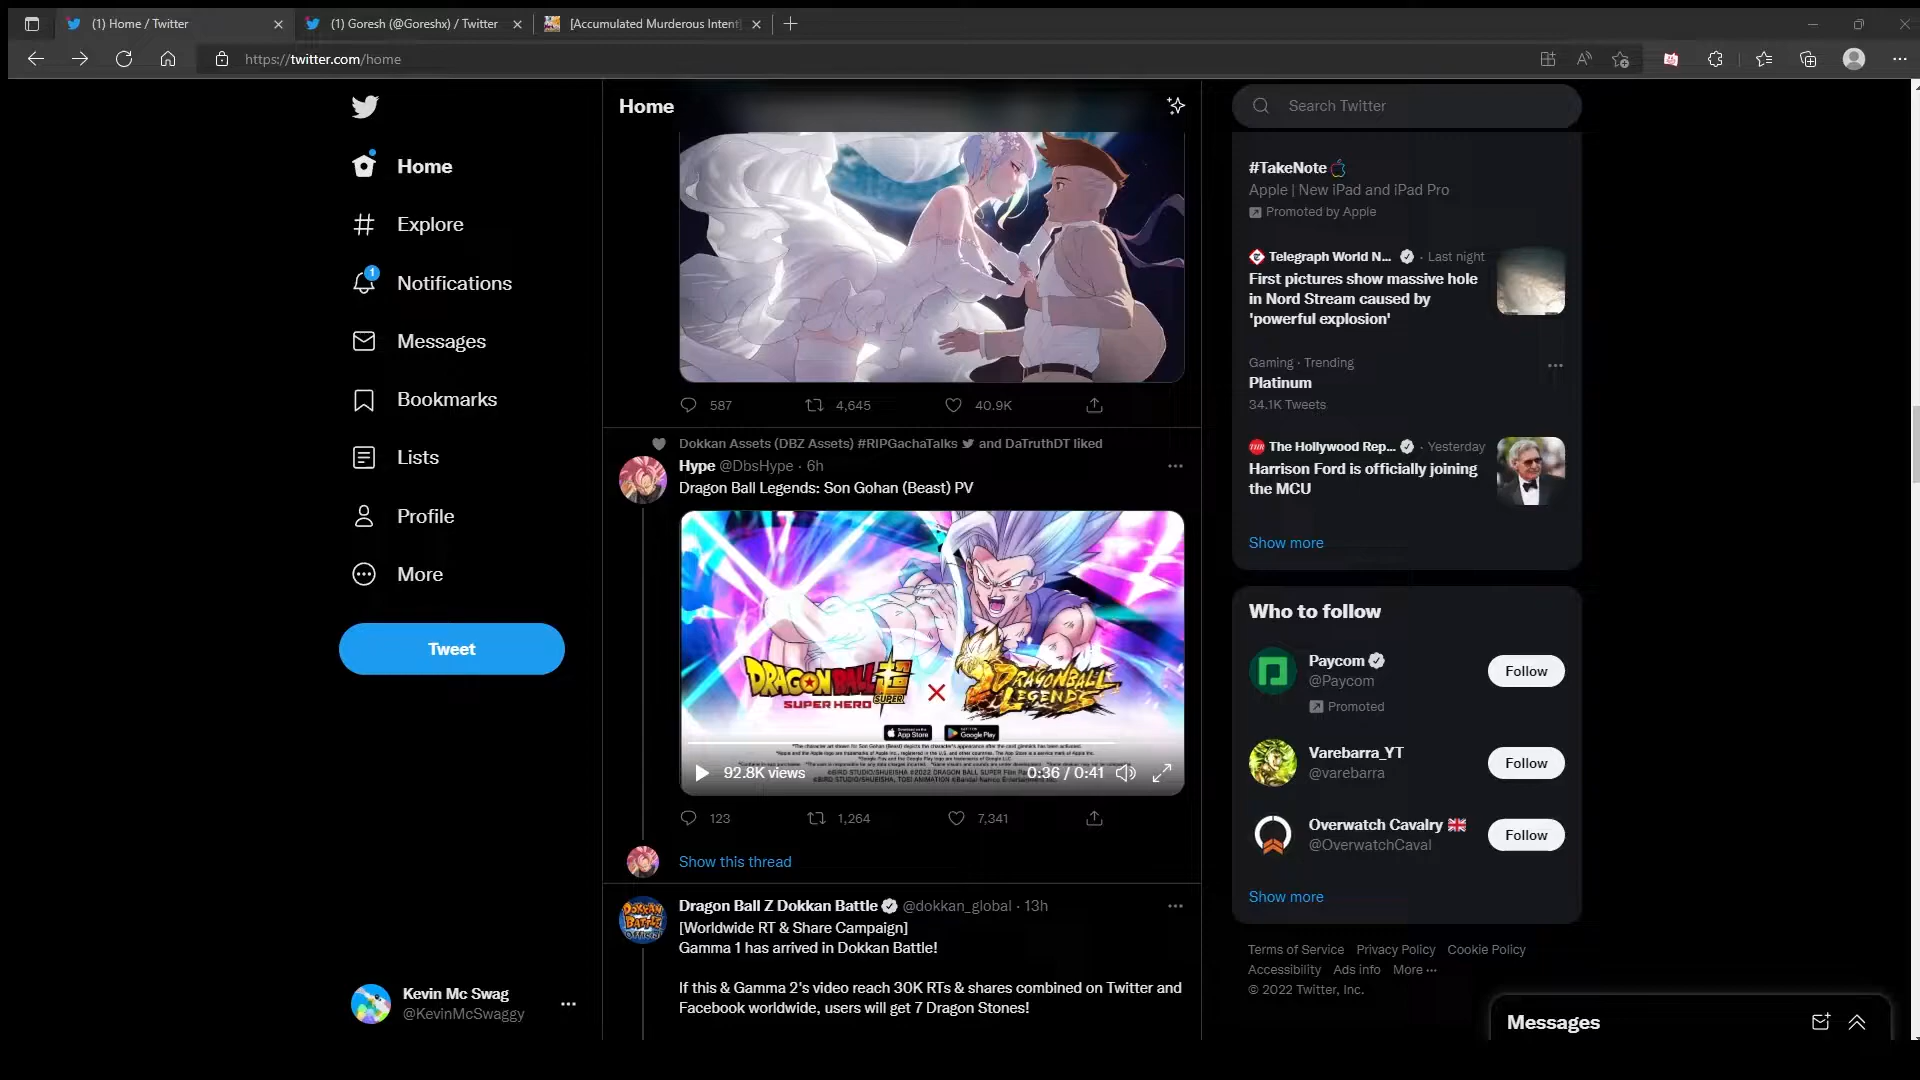 (1) Home / Twitter
(1) Goresh (@Goreshx) / Twitter
[Accumulated Murderous Intent]
https://twitter.com/home
Home
Explore
1
Notifications
Messages
Bookmarks
Lists
Profile
More
Tweet
Kevin Mc Swag
@KevinMcSwaggy
Home
587
4,645
40.9K
Dokkan Assets (DBZ Assets) #RIPGachaTalks and DaTruthDT liked
Hype @DbsHype · 6h
Dragon Ball Legends: Son Gohan (Beast) PV
DRAGON BALL 超
SUPER
SUPER HERO
DRAGONBALL
LEGENDS
App Store
Google Play
92.8K views
0:36 / 0:41
123
1,264
7,341
Show this thread
DOKKAN
BATTLE
Official
Dragon Ball Z Dokkan Battle @dokkan_global · 13h
[Worldwide RT & Share Campaign]
Gamma 1 has arrived in Dokkan Battle!
If this & Gamma 2's video reach 30K RTs & shares combined on Twitter and
Facebook worldwide, users will get 7 Dragon Stones!
Search Twitter
#TakeNote
Apple | New iPad and iPad Pro
Promoted by Apple
Telegraph World N... · Last night
First pictures show massive hole
in Nord Stream caused by
'powerful explosion'
Gaming · Trending
Platinum
34.1K Tweets
The Hollywood Rep... · Yesterday
Harrison Ford is officially joining
the MCU
Show more
Who to follow
Paycom
@Paycom
Promoted
Follow
Varebarra_YT
@varebarra
Follow
Overwatch Cavalry
@OverwatchCaval
Follow
Show more
Terms of Service Privacy Policy Cookie Policy
Accessibility Ads info More ···
© 2022 Twitter, Inc.
Messages